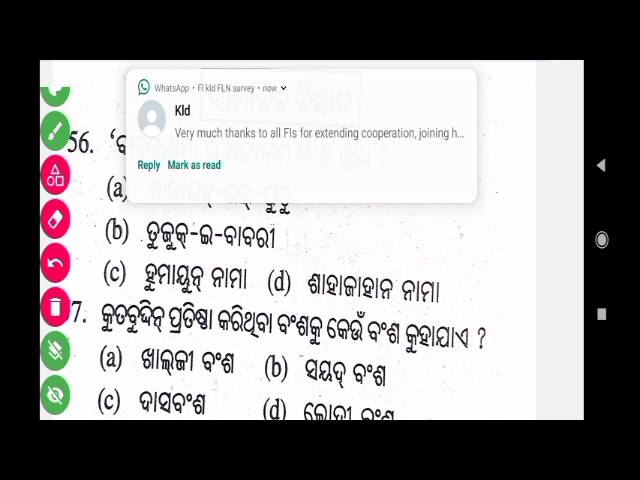 WhatsApp • FI kld FLN survey • now
Kld
Very much thanks to all FIs for extending cooperation, joining h...
Reply Mark as read
ସାମାଜିକ ବିଜ୍ଞାନ
56.
(a)
(b) ତୁଜୁକ୍-ଇ-ବାବରୀ
(c) ହୁମାୟୁନ୍ ନାମା (d) ଶାହାଜାହାନ ନାମା
7. କୁତବୁଦ୍ଦିନ୍ ପ୍ରତିଷ୍ଠା କରିଥିବା ବଂଶକୁ କେଉଁ ବଂଶ କୁହାଯାଏ ?
(a) ଖାଲ୍‌ଜୀ ବଂଶ (b) ସୟଦ୍ ବଂଶ
(c) ଦାସବଂଶ (d) ଲୋଦୀ ବଂଶ